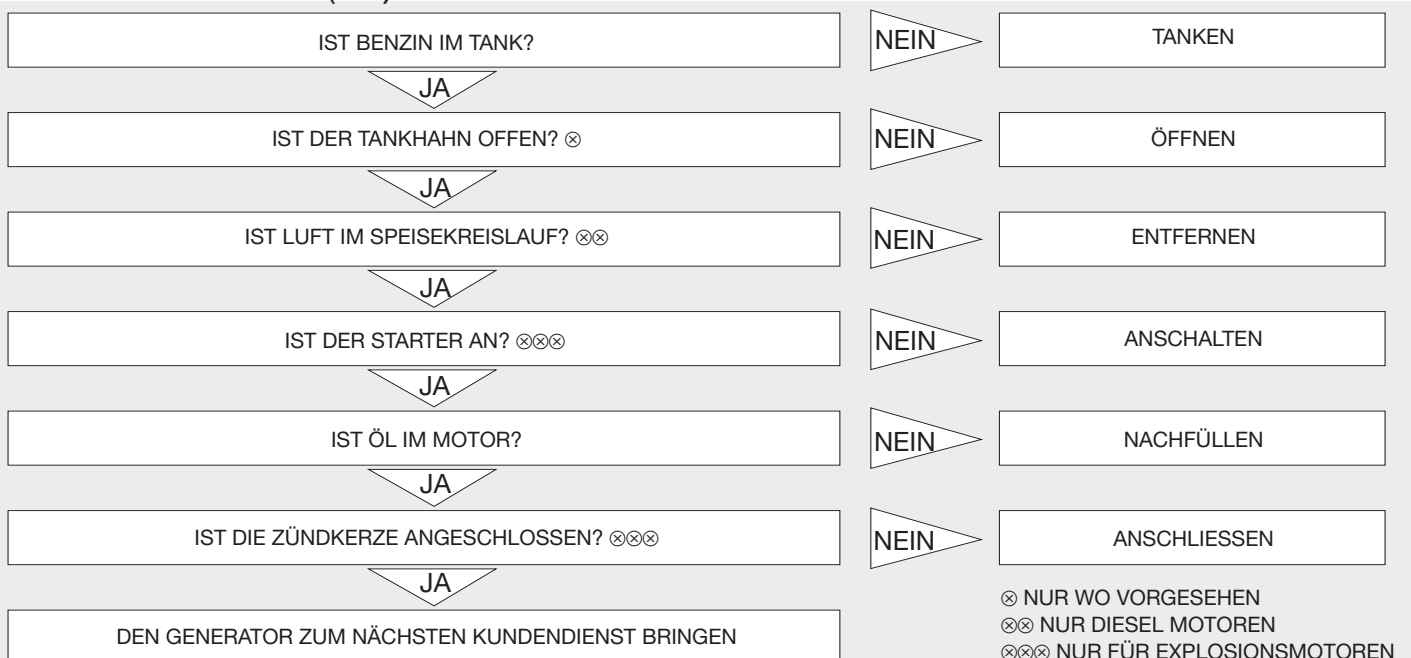 IST BENZIN IM TANK?
NEIN
TANKEN
JA
IST DER TANKHAHN OFFEN? ⊗
NEIN
ÖFFNEN
JA
IST LUFT IM SPEISEKREISLAUF? ⊗⊗
NEIN
ENTFERNEN
JA
IST DER STARTER AN? ⊗⊗⊗
NEIN
ANSCHALTEN
JA
IST ÖL IM MOTOR?
NEIN
NACHFÜLLEN
JA
IST DIE ZÜNDKERZE ANGESCHLOSSEN? ⊗⊗⊗
NEIN
ANSCHLIESSEN
JA
DEN GENERATOR ZUM NÄCHSTEN KUNDENDIENST BRINGEN
⊗ NUR WO VORGESEHEN
⊗⊗ NUR DIESEL MOTOREN
⊗⊗⊗ NUR FÜR EXPLOSIONSMOTOREN